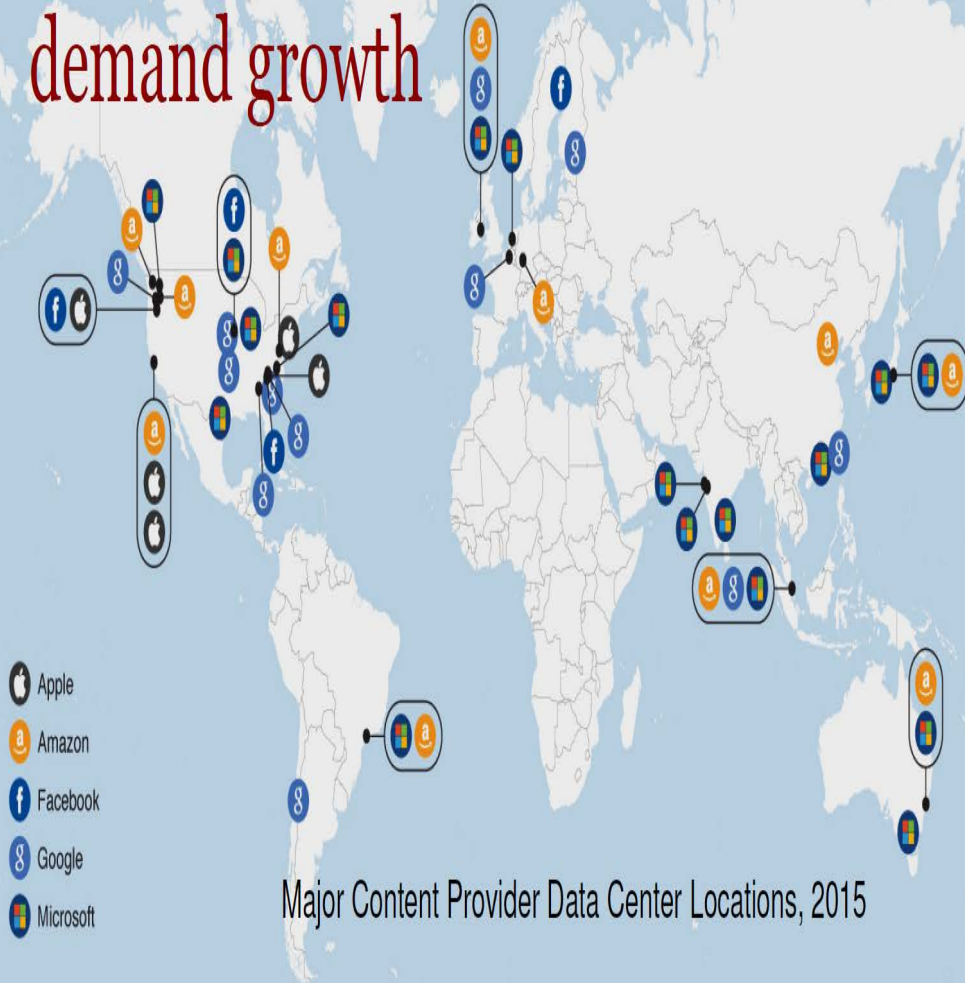 demand growth
Apple
Amazon
Facebook
Google
Microsoft
Major Content Provider Data Center Locations, 2015